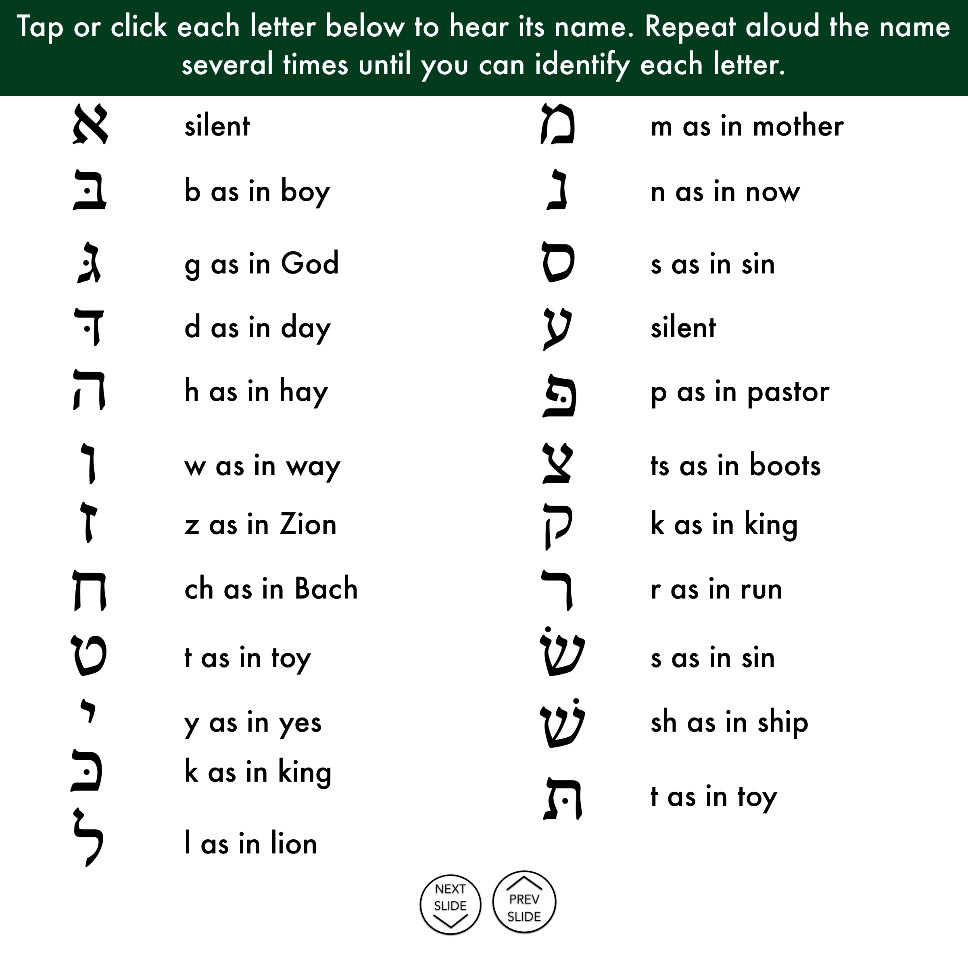 Tap or click each letter below to hear its name. Repeat aloud the name
several times until you can identify each letter.
א silent
בּ b as in boy
גּ g as in God
דּ d as in day
ה h as in hay
ו w as in way
ז z as in Zion
ח ch as in Bach
ט t as in toy
י y as in yes
כּ k as in king
ל l as in lion
מ m as in mother
נ n as in now
ס s as in sin
ע silent
פּ p as in pastor
צ ts as in boots
ק k as in king
ר r as in run
שׂ s as in sin
שׁ sh as in ship
תּ t as in toy
NEXT
SLIDE
PREV
SLIDE